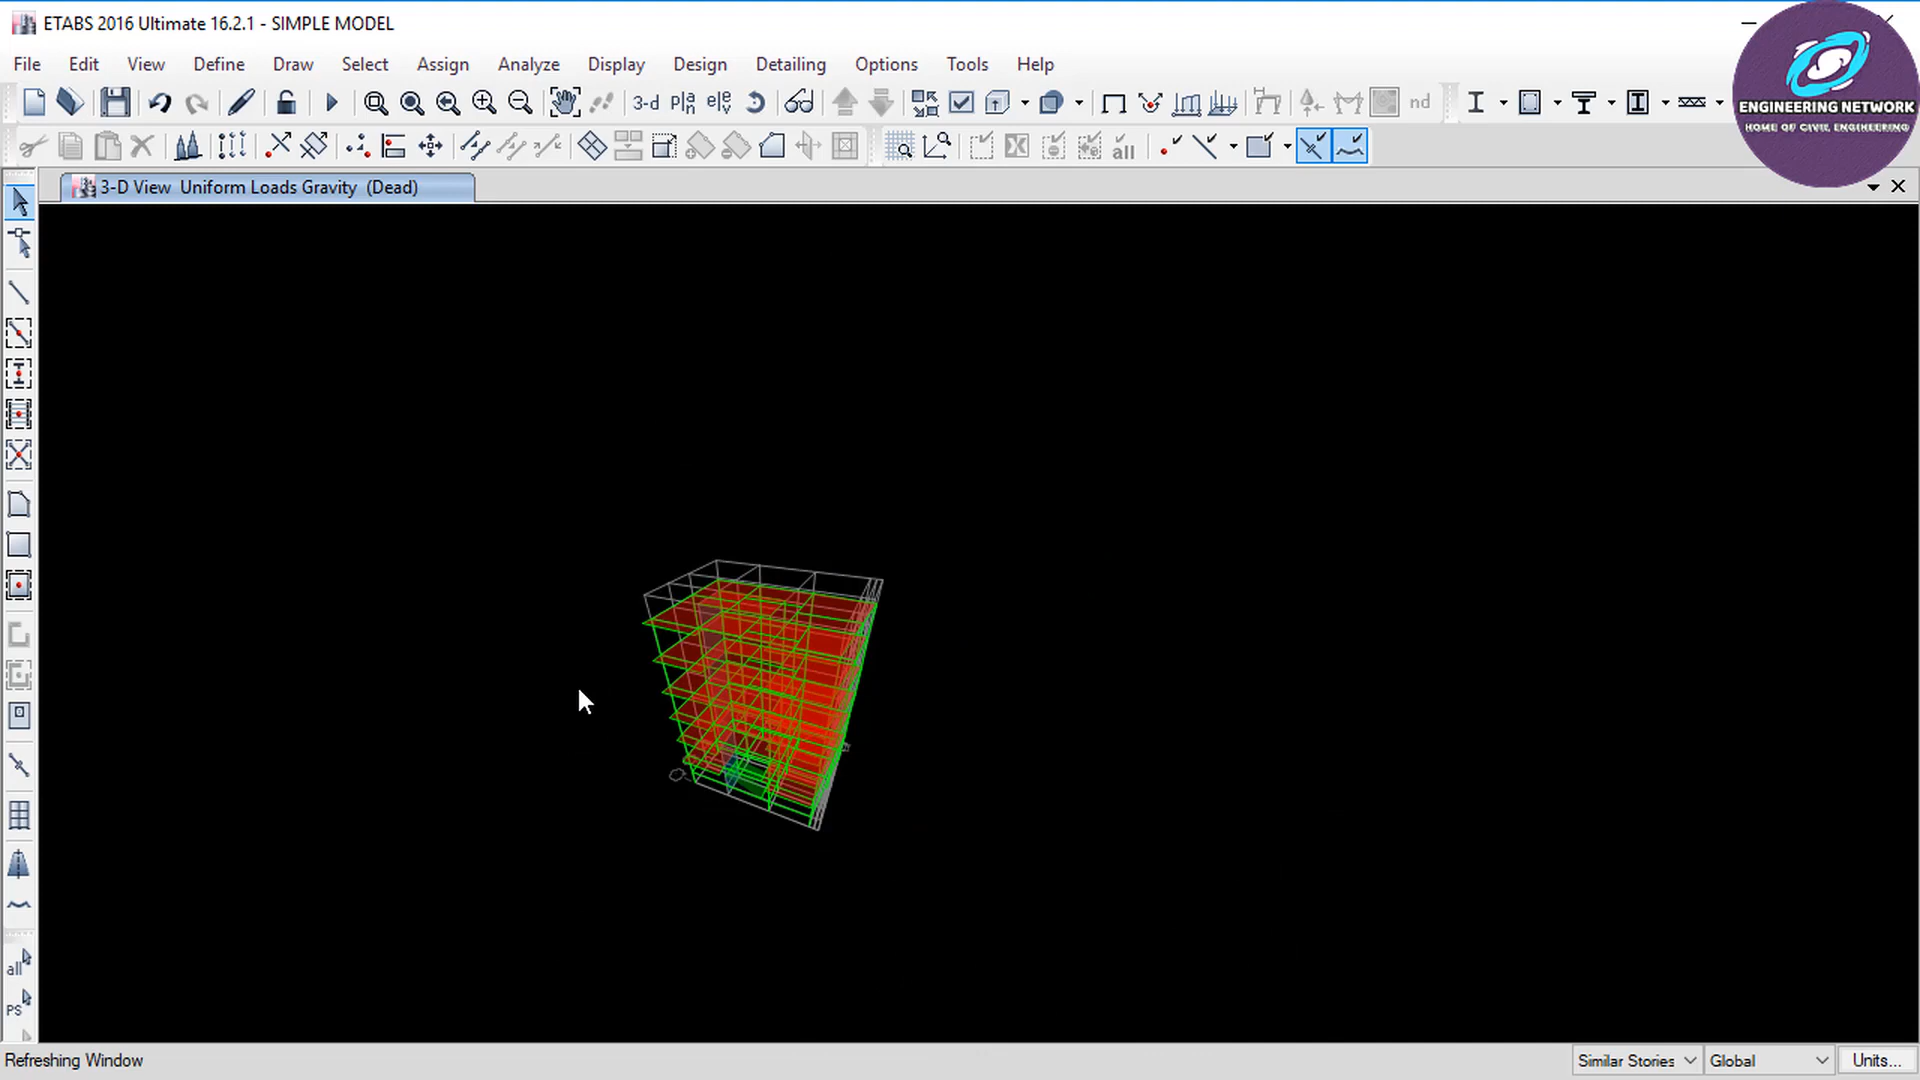 ETABS 2016 Ultimate 16.2.1 - SIMPLE MODEL
File Edit View Define Draw Select Assign Analyze Display Design Detailing Options Tools Help
3-d pla n ele v nd
ENGINEERING NETWORK
HOME OF CIVIL ENGINEERING
all
3-D View Uniform Loads Gravity (Dead)
all
PS
Refreshing Window
Similar Stories Global Units...